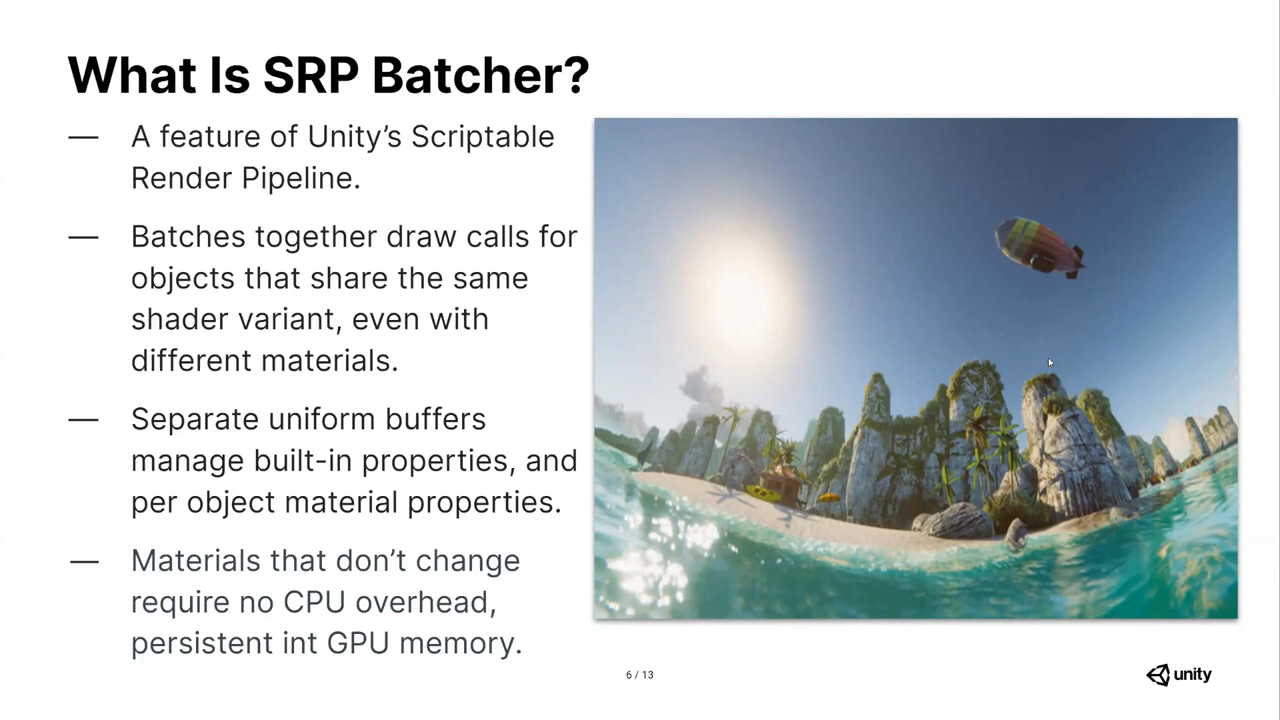 What Is SRP Batcher?
— A feature of Unity’s Scriptable
Render Pipeline.
— Batches together draw calls for
objects that share the same
shader variant, even with
different materials.
— Separate uniform buffers
manage built-in properties, and
per object material properties.
— Materials that don’t change
require no CPU overhead,
persistent int GPU memory.
6 / 13
unity